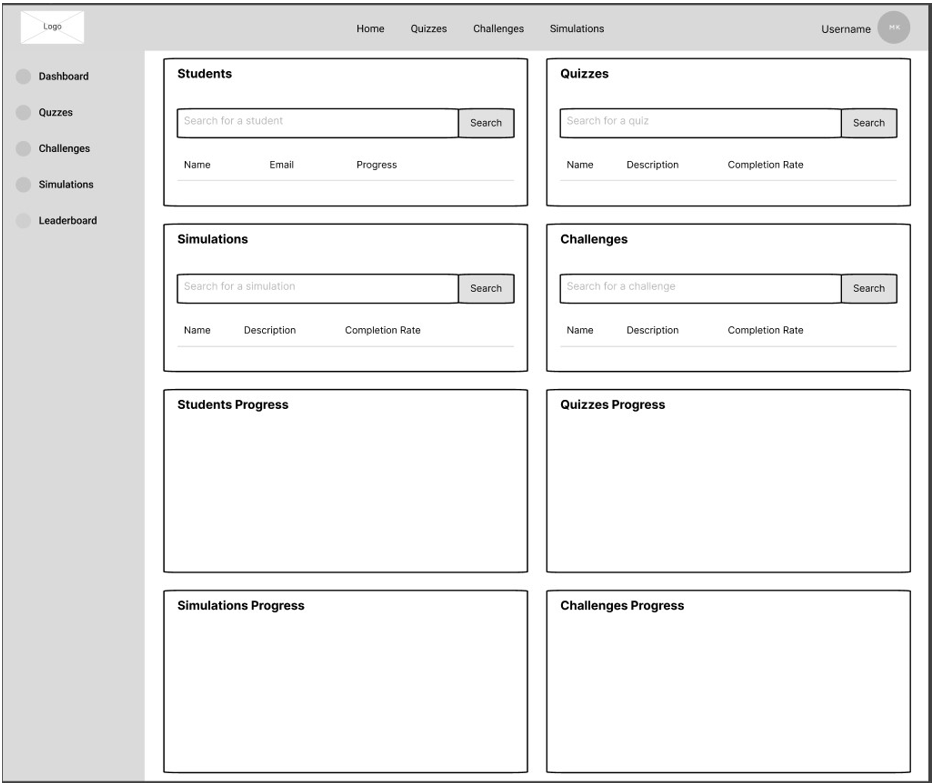 Logo
Home Quizzes Challenges Simulations
Username MK
Dashboard
Quzzes
Challenges
Simulations
Leaderboard
Students
Search for a student Search
Name Email Progress
Quizzes
Search for a quiz Search
Name Description Completion Rate
Simulations
Search for a simulation Search
Name Description Completion Rate
Challenges
Search for a challenge Search
Name Description Completion Rate
Students Progress
Quizzes Progress
Simulations Progress
Challenges Progress